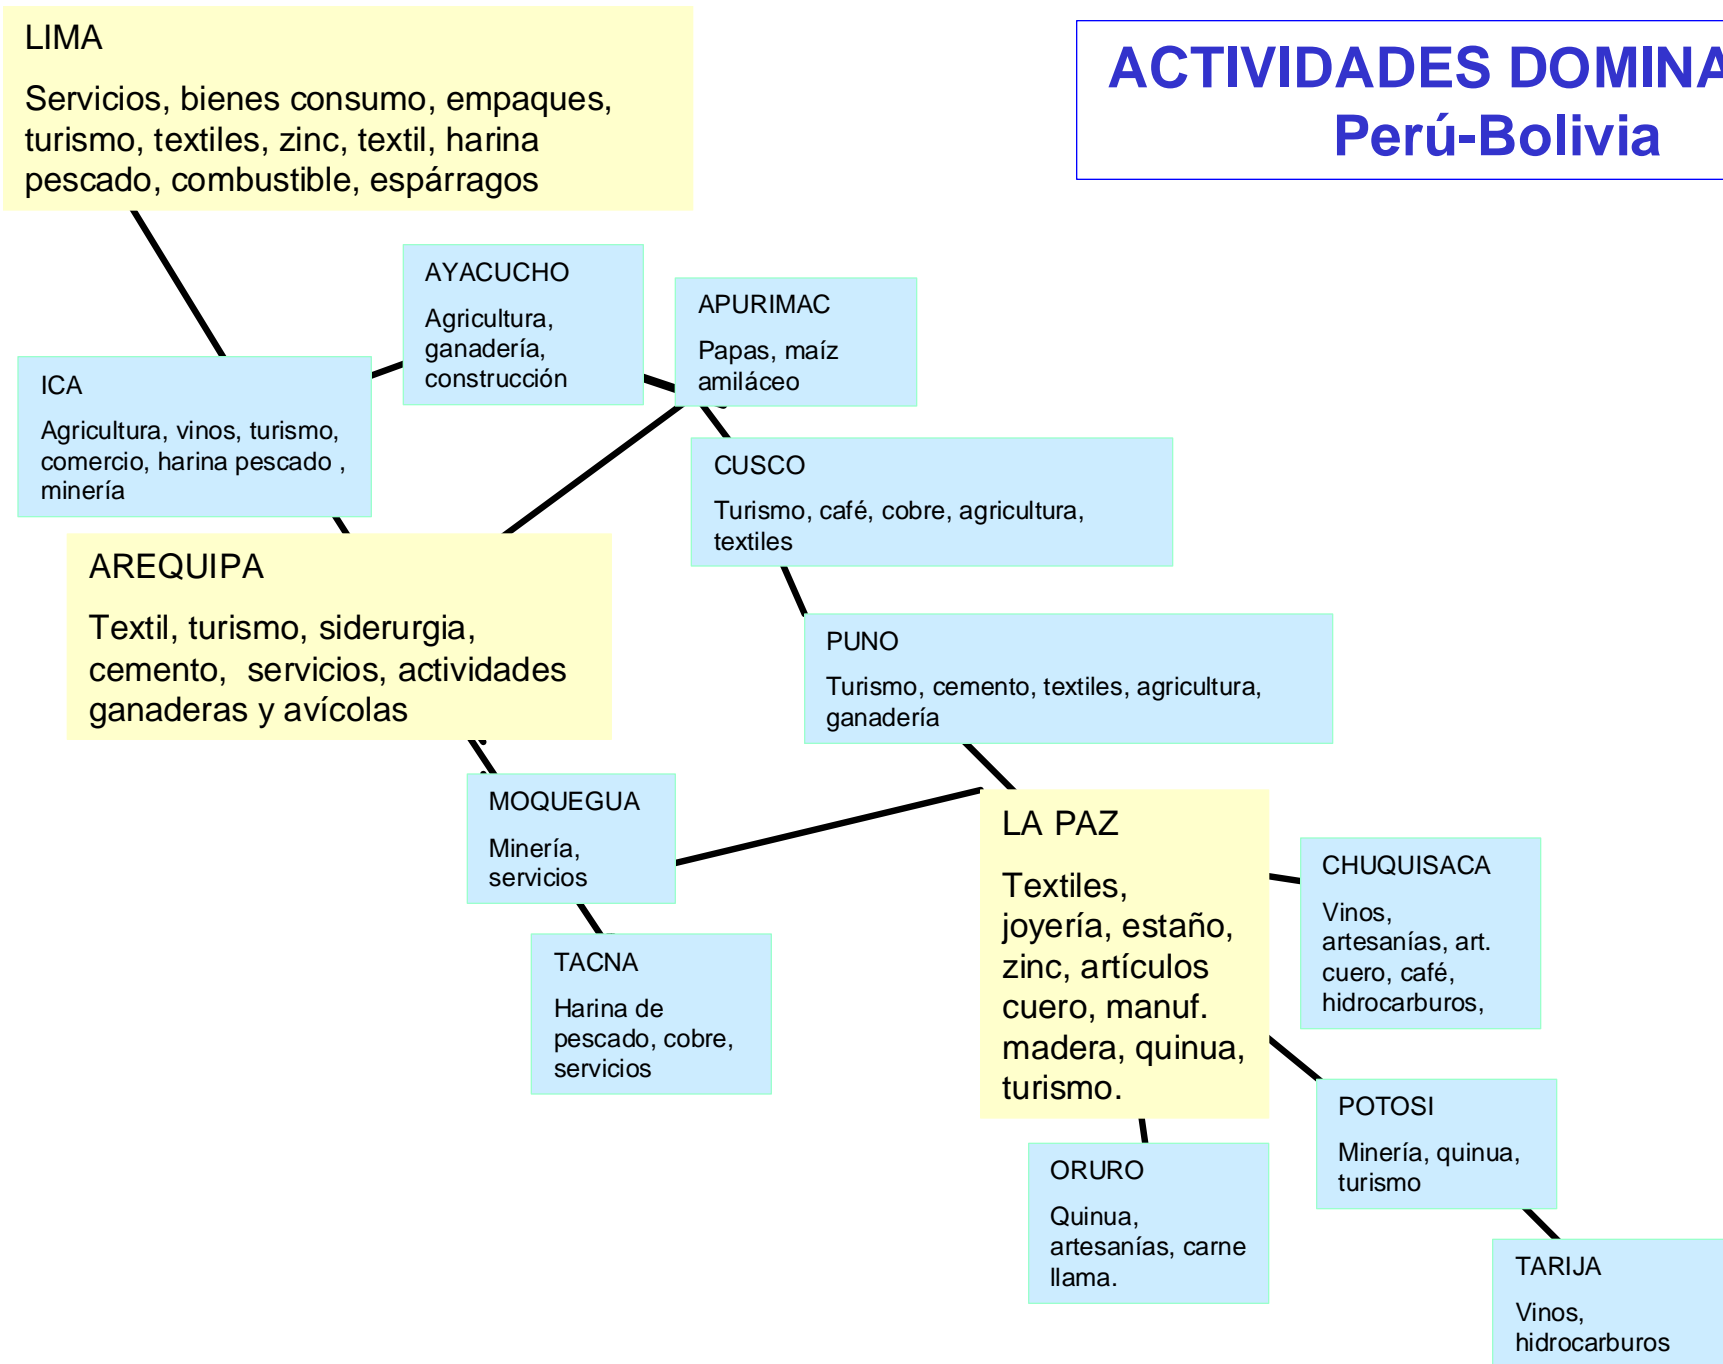 LIMA
Servicios, bienes consumo, empaques,
turismo, textiles, zinc, textil, harina
pescado, combustible, espárragos
ACTIVIDADES DOMINA
Perú-Bolivia
AYACUCHO
Agricultura,
ganadería,
construcción
APURIMAC
Papas, maíz
amiláceo
ICA
Agricultura, vinos, turismo,
comercio, harina pescado ,
minería
CUSCO
Turismo, café, cobre, agricultura,
textiles
AREQUIPA
Textil, turismo, siderurgia,
cemento,  servicios, actividades
ganaderas y avícolas
PUNO
Turismo, cemento, textiles, agricultura,
ganadería
MOQUEGUA
Minería,
servicios
LA PAZ
Textiles,
joyería, estaño,
zinc, artículos
cuero, manuf.
madera, quinua,
turismo.
CHUQUISACA
Vinos,
artesanías, art.
cuero, café,
hidrocarburos,
TACNA
Harina de
pescado, cobre,
servicios
POTOSI
Minería, quinua,
turismo
ORURO
Quinua,
artesanías, carne
llama.
TARIJA
Vinos,
hidrocarburos